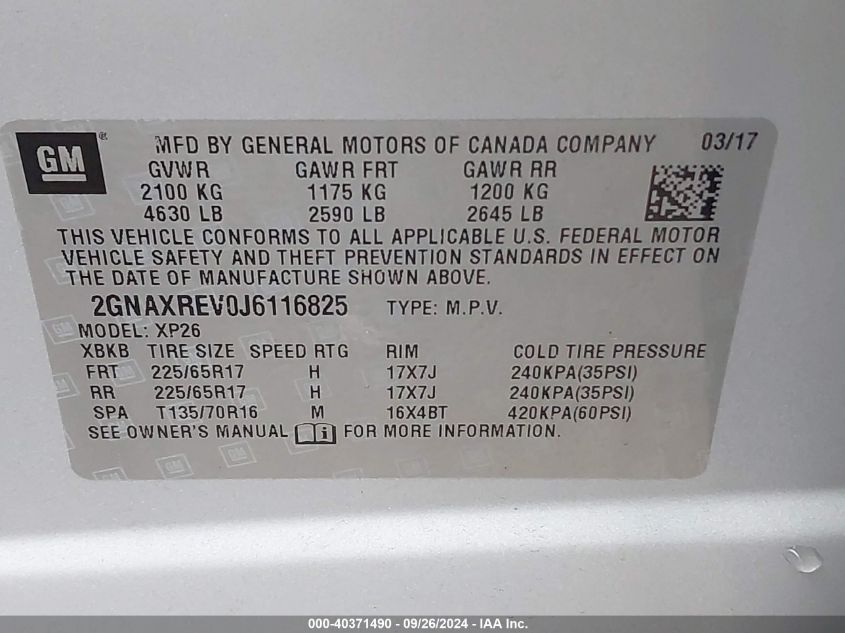 GM ® MFD BY GENERAL MOTORS OF CANADA COMPANY 03/17
GVWR GAWR FRT GAWR RR
2100 KG 1175 KG 1200 KG
4630 LB 2590 LB 2645 LB
THIS VEHICLE CONFORMS TO ALL APPLICABLE U.S. FEDERAL MOTOR
VEHICLE SAFETY AND THEFT PREVENTION STANDARDS IN EFFECT ON
THE DATE OF MANUFACTURE SHOWN ABOVE.
2GNAXREV0J6116825 TYPE: M.P.V.
MODEL: XP26
XBKB TIRE SIZE SPEED RTG RIM COLD TIRE PRESSURE
FRT 225/65R17 H 17X7J 240KPA(35PSI)
RR 225/65R17 H 17X7J 240KPA(35PSI)
SPA T135/70R16 M 16X4BT 420KPA(60PSI)
SEE OWNER'S MANUAL i FOR MORE INFORMATION.
000-40371490 - 09/26/2024 - IAA Inc.